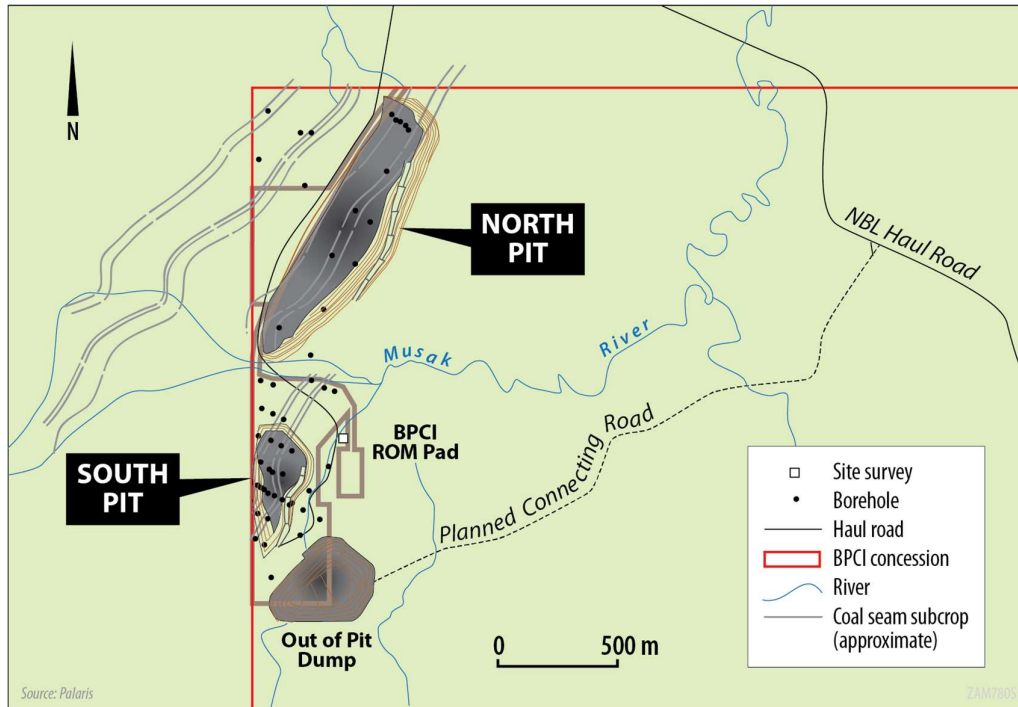 N
NORTH
PIT
NBL Haul Road
Musak River
BPCI
ROM Pad
SOUTH
PIT
Planned Connecting Road
Out of Pit
Dump
0 500 m
Site survey
Borehole
Haul road
BPCI concession
River
Coal seam subcrop
(approximate)
Source: Palaris
ZAM780S